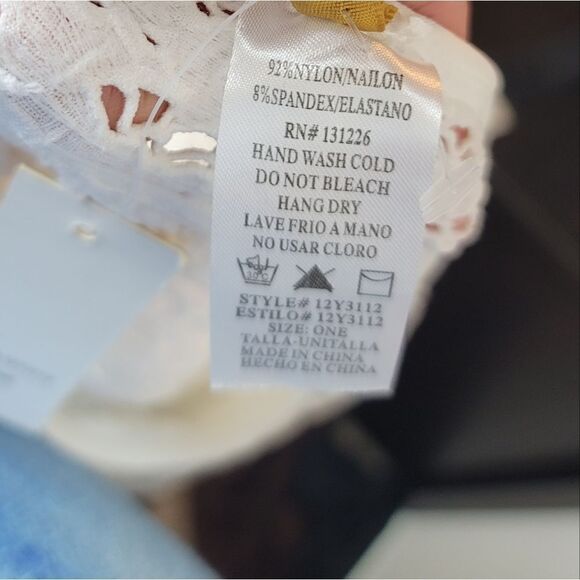 92%NYLON/NAILON
8%SPANDEX/ELASTANO
RN# 131226
HAND WASH COLD
DO NOT BLEACH
HANG DRY
LAVE FRIO A MANO
NO USAR CLORO
30°C
STYLE# 12Y3112
ESTILO# 12Y3112
SIZE: ONE
TALLA-UNITALLA
MADE IN CHINA
HECHO EN CHINA